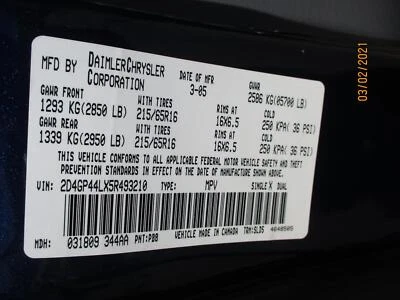 MFD BY DAIMLERCHRYSLER CORPORATION DATE OF MFR 3-05 GVWR 2586 KG(05700 LB)
GAWR FRONT WITH TIRES RIMS AT COLD
1293 KG(2850 LB) 215/65R16 16X6.5 250 KPA( 36 PSI)
GAWR REAR WITH TIRES RIMS AT COLD
1339 KG(2950 LB) 215/65R16 16X6.5 250 KPA( 36 PSI)
THIS VEHICLE CONFORMS TO ALL APPLICABLE FEDERAL MOTOR VEHICLE SAFETY, BUMPER, AND THEFT
PREVENTION STANDARDS IN EFFECT ON THE DATE OF MANUFACTURE SHOWN ABOVE.
VIN: 2D4GP44LX5R493210 TYPE: MPV SINGLE X DUAL
VEHICLE MADE IN CANADA TRM:SLDS 4648505
MDH: 031809 344AA PNT:PB8
03/02/2021